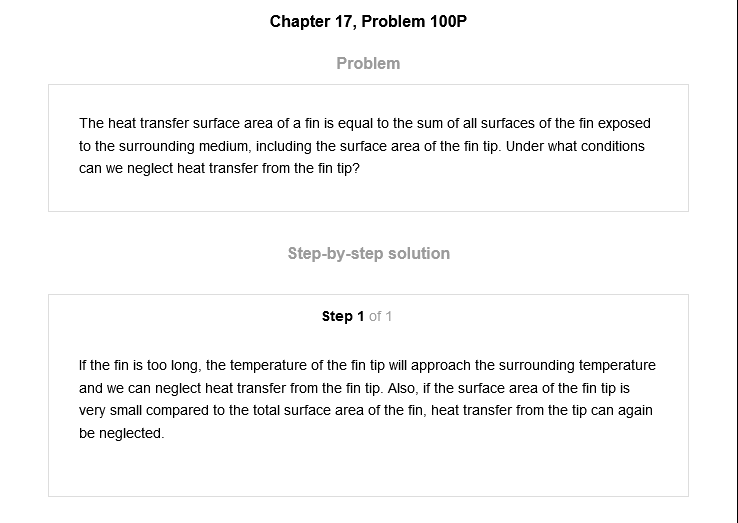 Chapter 17, Problem 100P
Problem
The heat transfer surface area of a fin is equal to the sum of all surfaces of the fin exposed
to the surrounding medium, including the surface area of the fin tip. Under what conditions
can we neglect heat transfer from the fin tip?
Step-by-step solution
Step 1 of 1
If the fin is too long, the temperature of the fin tip will approach the surrounding temperature
and we can neglect heat transfer from the fin tip. Also, if the surface area of the fin tip is
very small compared to the total surface area of the fin, heat transfer from the tip can again
be neglected.